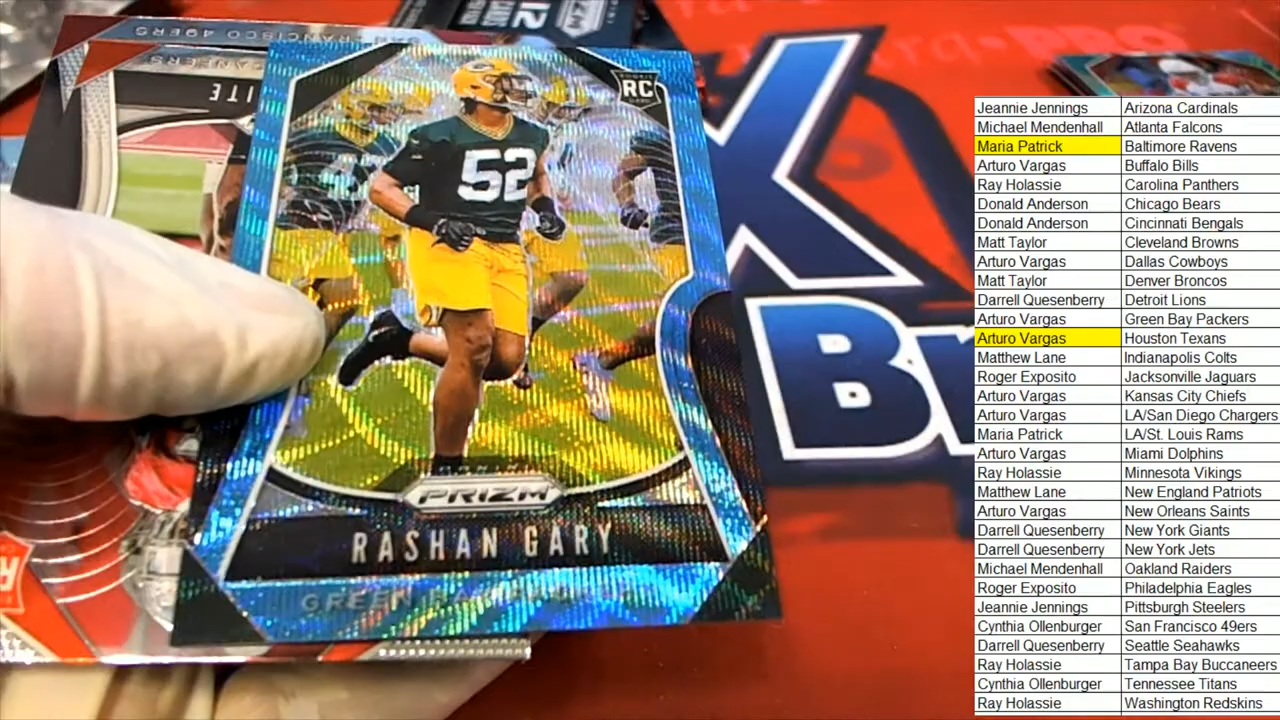 SAN FRANCISCO 49ERS
RC
52
PRIZM
RASHAN GARY
GREEN BAY PACKERS
12
PRIZM
K
Br
Jeannie Jennings Arizona Cardinals
Michael Mendenhall Atlanta Falcons
Maria Patrick Baltimore Ravens
Arturo Vargas Buffalo Bills
Ray Holassie Carolina Panthers
Donald Anderson Chicago Bears
Donald Anderson Cincinnati Bengals
Matt Taylor Cleveland Browns
Arturo Vargas Dallas Cowboys
Matt Taylor Denver Broncos
Darrell Quesenberry Detroit Lions
Arturo Vargas Green Bay Packers
Arturo Vargas Houston Texans
Matthew Lane Indianapolis Colts
Roger Exposito Jacksonville Jaguars
Arturo Vargas Kansas City Chiefs
Arturo Vargas LA/San Diego Chargers
Maria Patrick LA/St. Louis Rams
Arturo Vargas Miami Dolphins
Ray Holassie Minnesota Vikings
Matthew Lane New England Patriots
Arturo Vargas New Orleans Saints
Darrell Quesenberry New York Giants
Darrell Quesenberry New York Jets
Michael Mendenhall Oakland Raiders
Roger Exposito Philadelphia Eagles
Jeannie Jennings Pittsburgh Steelers
Cynthia Ollenburger San Francisco 49ers
Darrell Quesenberry Seattle Seahawks
Ray Holassie Tampa Bay Buccaneers
Cynthia Ollenburger Tennessee Titans
Ray Holassie Washington Redskins